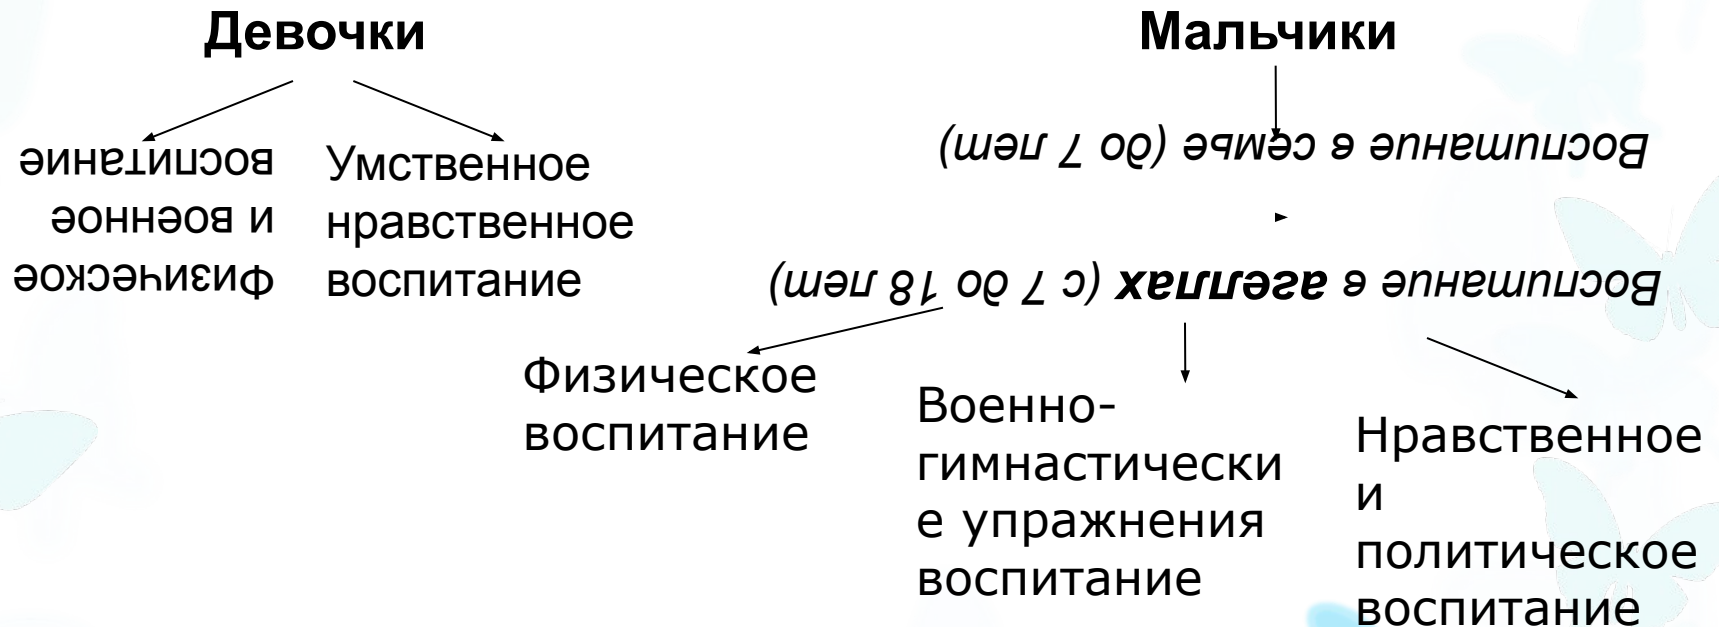 Девочки
Мальчики
Физическое
и военное
воспитание
Умственное
нравственное
воспитание
Воспитание в семье (до 7 лет)
Воспитание в агеллах (с 7 до 18 лет)
Физическое
воспитание
Военно-
гимнастически
е упражнения
воспитание
Нравственное
и
политическое
воспитание